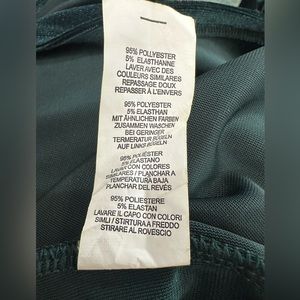 95% POLLYBSTER
5% ELASTHANNE
LAVER AVEC DES
COULEURS SIMILARES
REPASSAGE DOUX
REPASSER À L'ENVERS
95% POLYESTER
5% ELASTHAN
MIT ÄHNLICHEN FARBEN
ZUSAMMEN WASCHEN
BEI GERINGER
TEMPERATUR BÜGELN
AUF LINKS BÜGELN
95% POLIÉSTER
5% ELASTANO
LAVAR CON COLORES
SIMILARES / PLANCHAR A
TEMPERATURA BAJA
PLANCHAR DEL REVÉS
95% POLIESTERE
5% ELASTAN
LAVARE IL CAPO CON COLORI
SIMLI / STIRTURA A FREDDO
STIRARE AL ROVESCIO